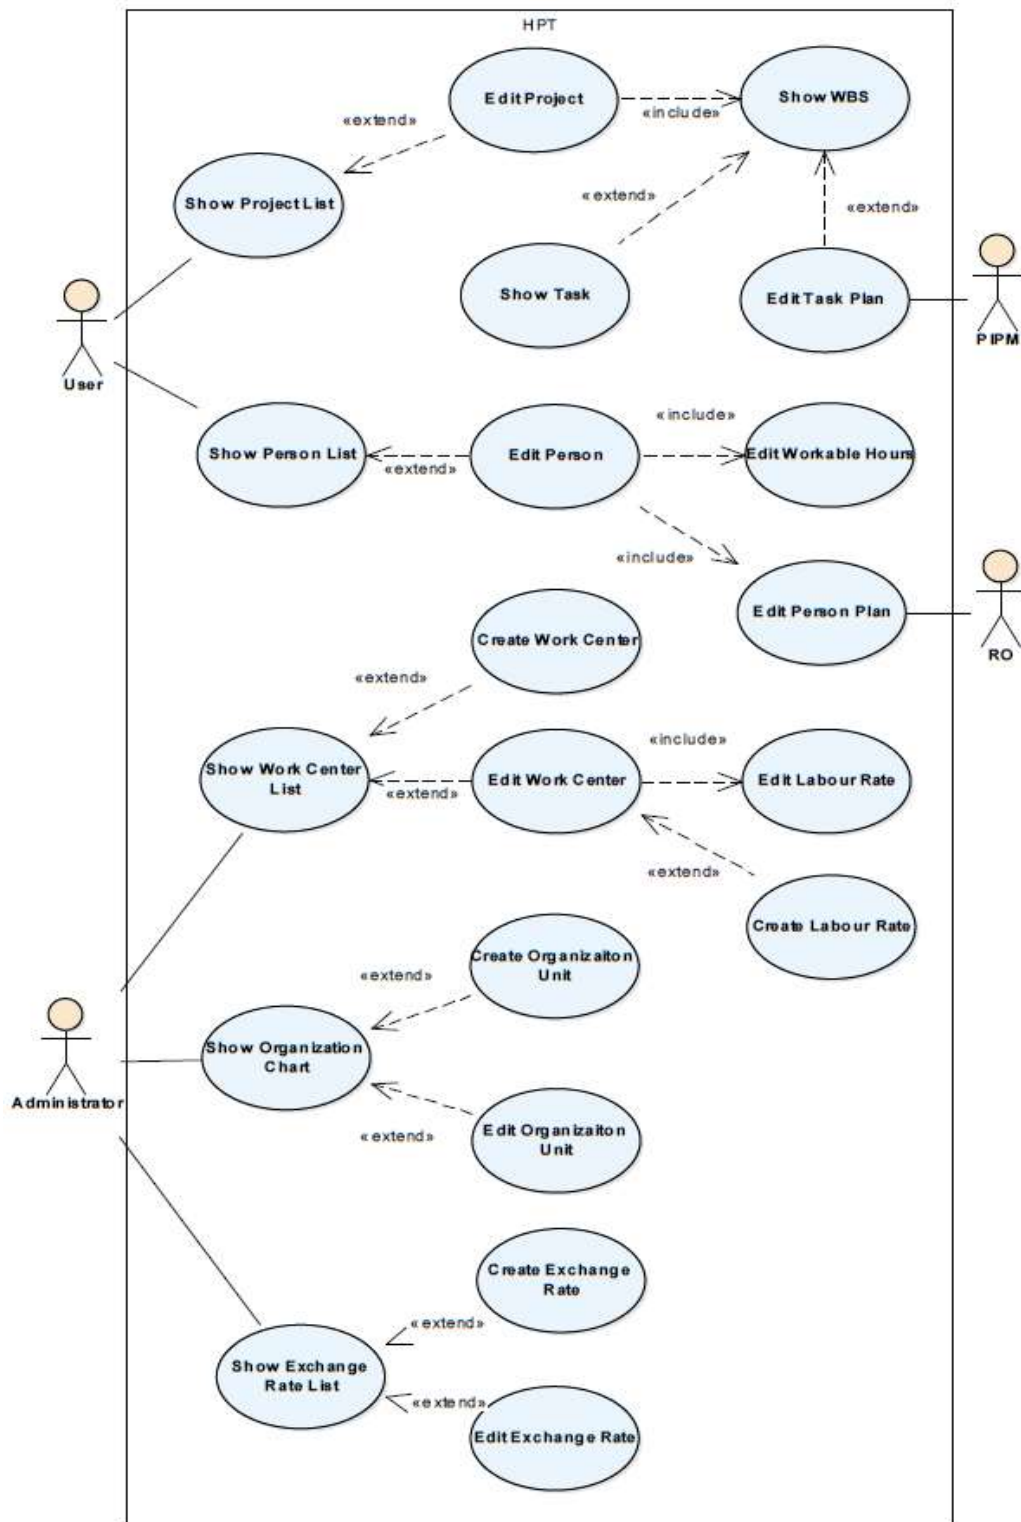 HPT
Edit Project
Show WBS
«include»
«extend»
Show Project List
«extend»
«extend»
Show Task
Edit Task Plan
PIPM
User
«include»
Show Person List
Edit Person
Edit Workable Hours
«extend»
«include»
Edit Person Plan
RO
Create Work Center
«extend»
«include»
Show Work Center
List
Edit Work Center
Edit Labour Rate
«extend»
«extend»
Create Labour Rate
Create Organizaiton
Unit
«extend»
Show Organization
Chart
Administrator
«extend»
Edit Organizaiton
Unit
Create Exchange
Rate
«extend»
Show Exchange
Rate List
«extend»
Edit Exchange Rate